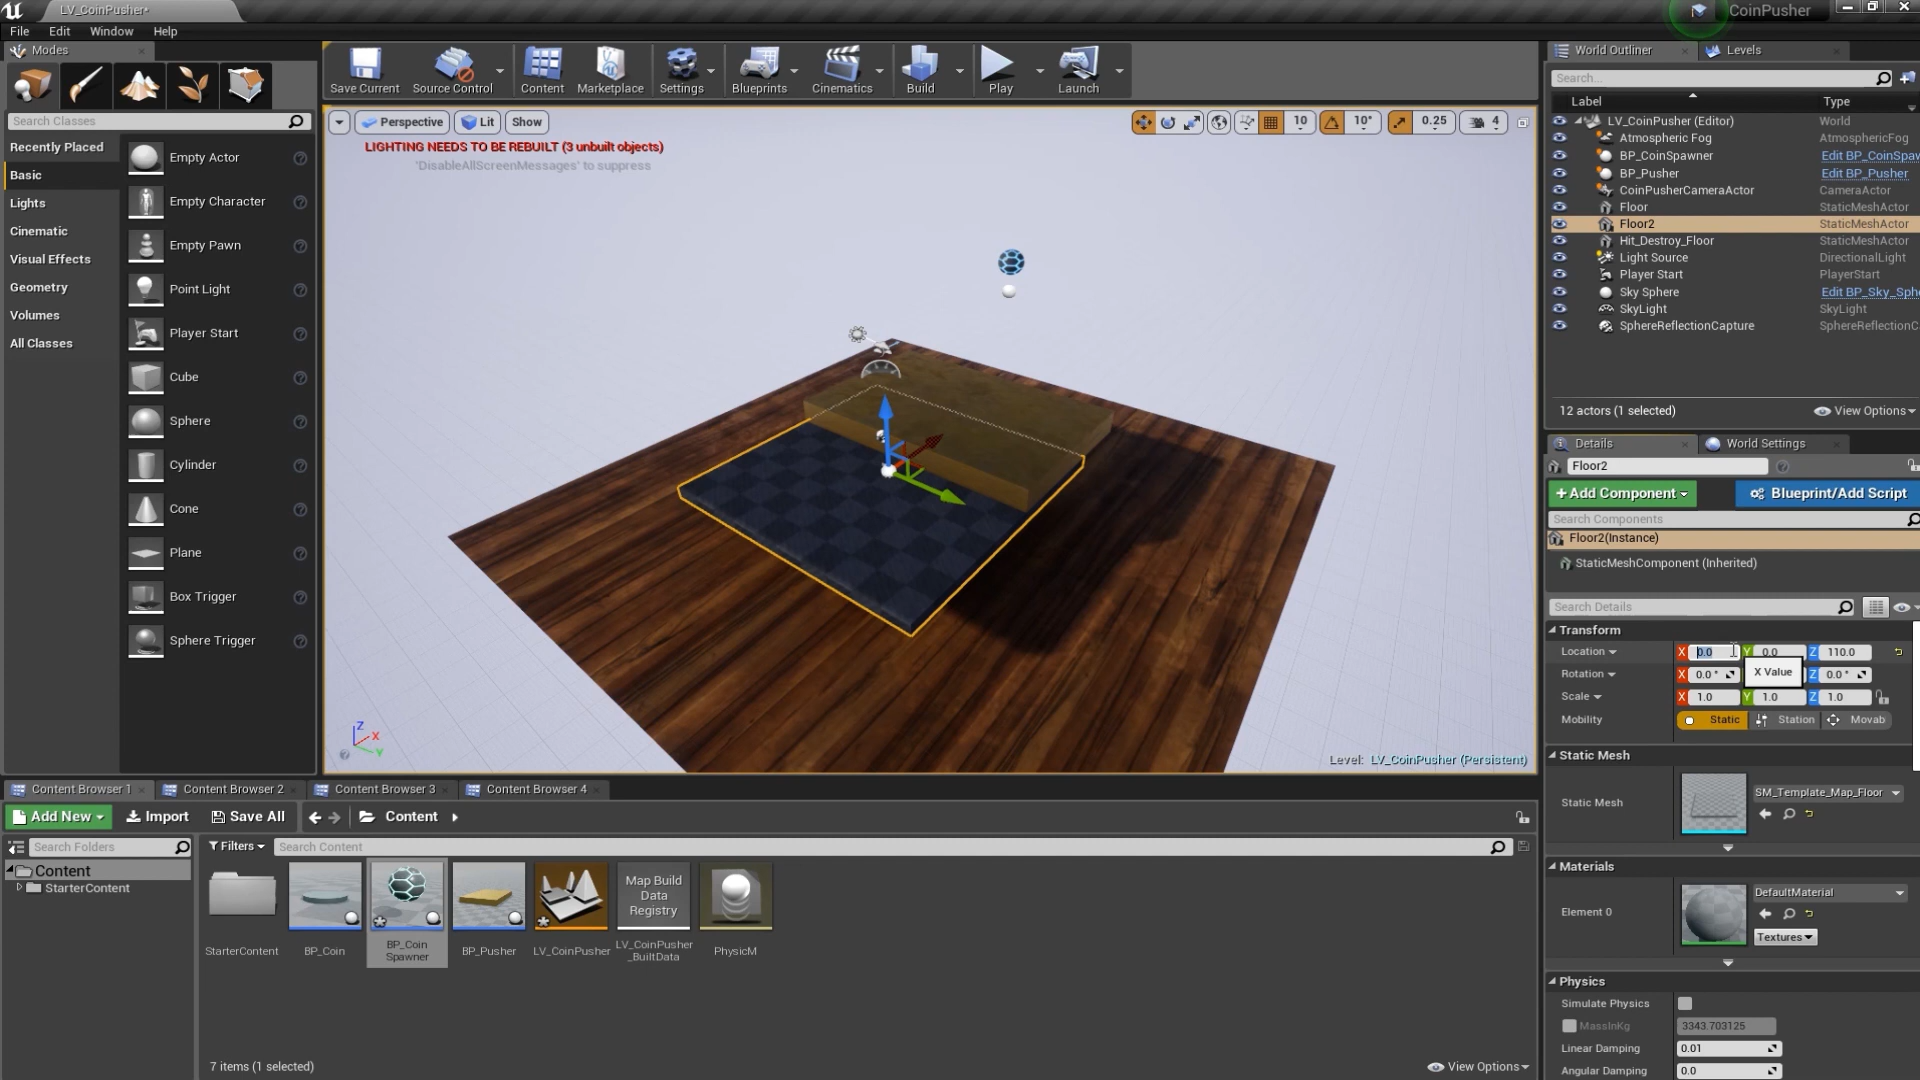 LV_CoinPusher*
CoinPusher
File Edit Window Help
Modes
Search Classes
Recently Placed
Basic
Lights
Cinematic
Visual Effects
Geometry
Volumes
All Classes
Empty Actor
Empty Character
Empty Pawn
Point Light
Player Start
Cube
Sphere
Cylinder
Cone
Plane
Box Trigger
Sphere Trigger
Save Current Source Control Content Marketplace Settings Blueprints Cinematics Build Play Launch
Perspective Lit Show 10 10° 0.25 4
LIGHTING NEEDS TO BE REBUILT (3 unbuilt objects)
'DisableAllScreenMessages' to suppress
Z X Y
Level: LV_CoinPusher (Persistent)
World Outliner Levels
Search...
Label Type
LV_CoinPusher (Editor) World
Atmospheric Fog AtmosphericFog
BP_CoinSpawner Edit BP_CoinSpaw
BP_Pusher Edit BP_Pusher
CoinPusherCameraActor CameraActor
Floor StaticMeshActor
Floor2 StaticMeshActor
Hit_Destroy_Floor StaticMeshActor
Light Source DirectionalLight
Player Start PlayerStart
Sky Sphere Edit BP_Sky_Sph
SkyLight SkyLight
SphereReflectionCapture SphereReflectionC
12 actors (1 selected) View Options
Details World Settings
Floor2
+Add Component Blueprint/Add Script
Search Components
Floor2(Instance)
StaticMeshComponent (Inherited)
Search Details
Transform
Location X 0.0 Y 0.0 Z 110.0
Rotation X 0.0° Z 0.0°
X Value
Scale X 1.0 Y 1.0 Z 1.0
Mobility Static Station Movab
Static Mesh
Static Mesh SM_Template_Map_Floor
Materials
Element 0 DefaultMaterial
Textures
Physics
Simulate Physics
MassInKg 3343.703125
Linear Damping 0.01
Angular Damping 0.0
Content Browser 1 Content Browser 2 Content Browser 3 Content Browser 4
Add New Import Save All Content
Search Folders
Content
StarterContent
Filters Search Content
Map Build
Data
Registry
StarterContent
BP_Coin
BP_Coin
Spawner
BP_Pusher
LV_CoinPusher
LV_CoinPusher
_BuiltData
PhysicM
7 items (1 selected) View Options